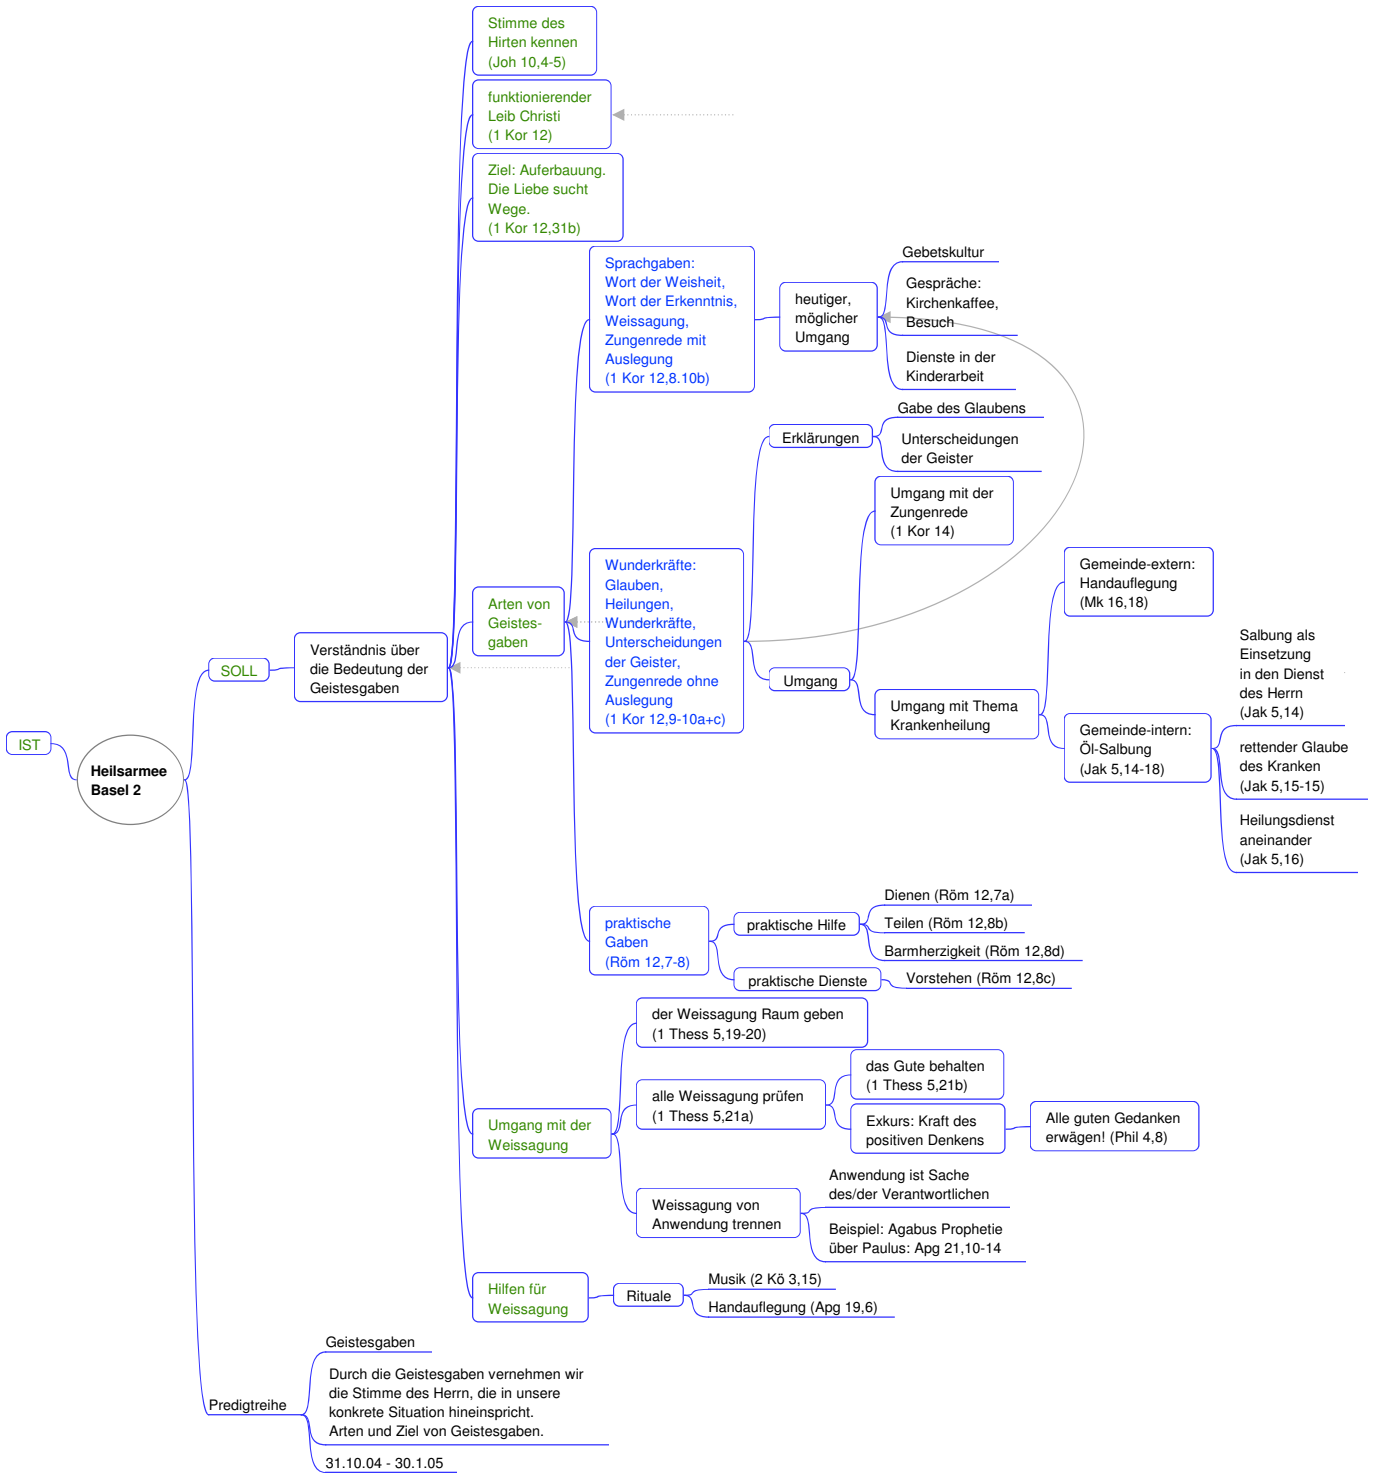 Stimme des
Hirten kennen
(Joh 10,4-5)
funktionierender
Leib Christi
(1 Kor 12)
Ziel: Auferbauung.
Die Liebe sucht
Wege.
(1 Kor 12,31b)
Sprachgaben:
Wort der Weisheit,
Wort der Erkenntnis,
Weissagung,
Zungenrede mit
Auslegung
(1 Kor 12,8.10b)
heutiger,
möglicher
Umgang
Gebetskultur
Gespräche:
Kirchenkaffee,
Besuch
Dienste in der
Kinderarbeit
Erklärungen
Gabe des Glaubens
Unterscheidungen
der Geister
Umgang mit der
Zungenrede
(1 Kor 14)
Arten von
Geistes-
gaben
Wunderkräfte:
Glauben,
Heilungen,
Wunderkräfte,
Unterscheidungen
der Geister,
Zungenrede ohne
Auslegung
(1 Kor 12,9-10a+c)
Umgang
Umgang mit Thema
Krankenheilung
Gemeinde-extern:
Handauflegung
(Mk 16,18)
Gemeinde-intern:
Öl-Salbung
(Jak 5,14-18)
Salbung als
Einsetzung
in den Dienst
des Herrn
(Jak 5,14)
rettender Glaube
des Kranken
(Jak 5,15-15)
Heilungsdienst
aneinander
(Jak 5,16)
SOLL
Verständnis über
die Bedeutung der
Geistesgaben
IST
Heilsarmee
Basel 2
praktische
Gaben
(Röm 12,7-8)
praktische Hilfe
Dienen (Röm 12,7a)
Teilen (Röm 12,8b)
Barmherzigkeit (Röm 12,8d)
praktische Dienste
Vorstehen (Röm 12,8c)
der Weissagung Raum geben
(1 Thess 5,19-20)
alle Weissagung prüfen
(1 Thess 5,21a)
das Gute behalten
(1 Thess 5,21b)
Exkurs: Kraft des
positiven Denkens
Alle guten Gedanken
erwägen! (Phil 4,8)
Umgang mit der
Weissagung
Weissagung von
Anwendung trennen
Anwendung ist Sache
des/der Verantwortlichen
Beispiel: Agabus Prophetie
über Paulus: Apg 21,10-14
Hilfen für
Weissagung
Rituale
Musik (2 Kö 3,15)
Handauflegung (Apg 19,6)
Predigtreihe
Geistesgaben
Durch die Geistesgaben vernehmen wir
die Stimme des Herrn, die in unsere
konkrete Situation hineinspricht.
Arten und Ziel von Geistesgaben.
31.10.04 - 30.1.05